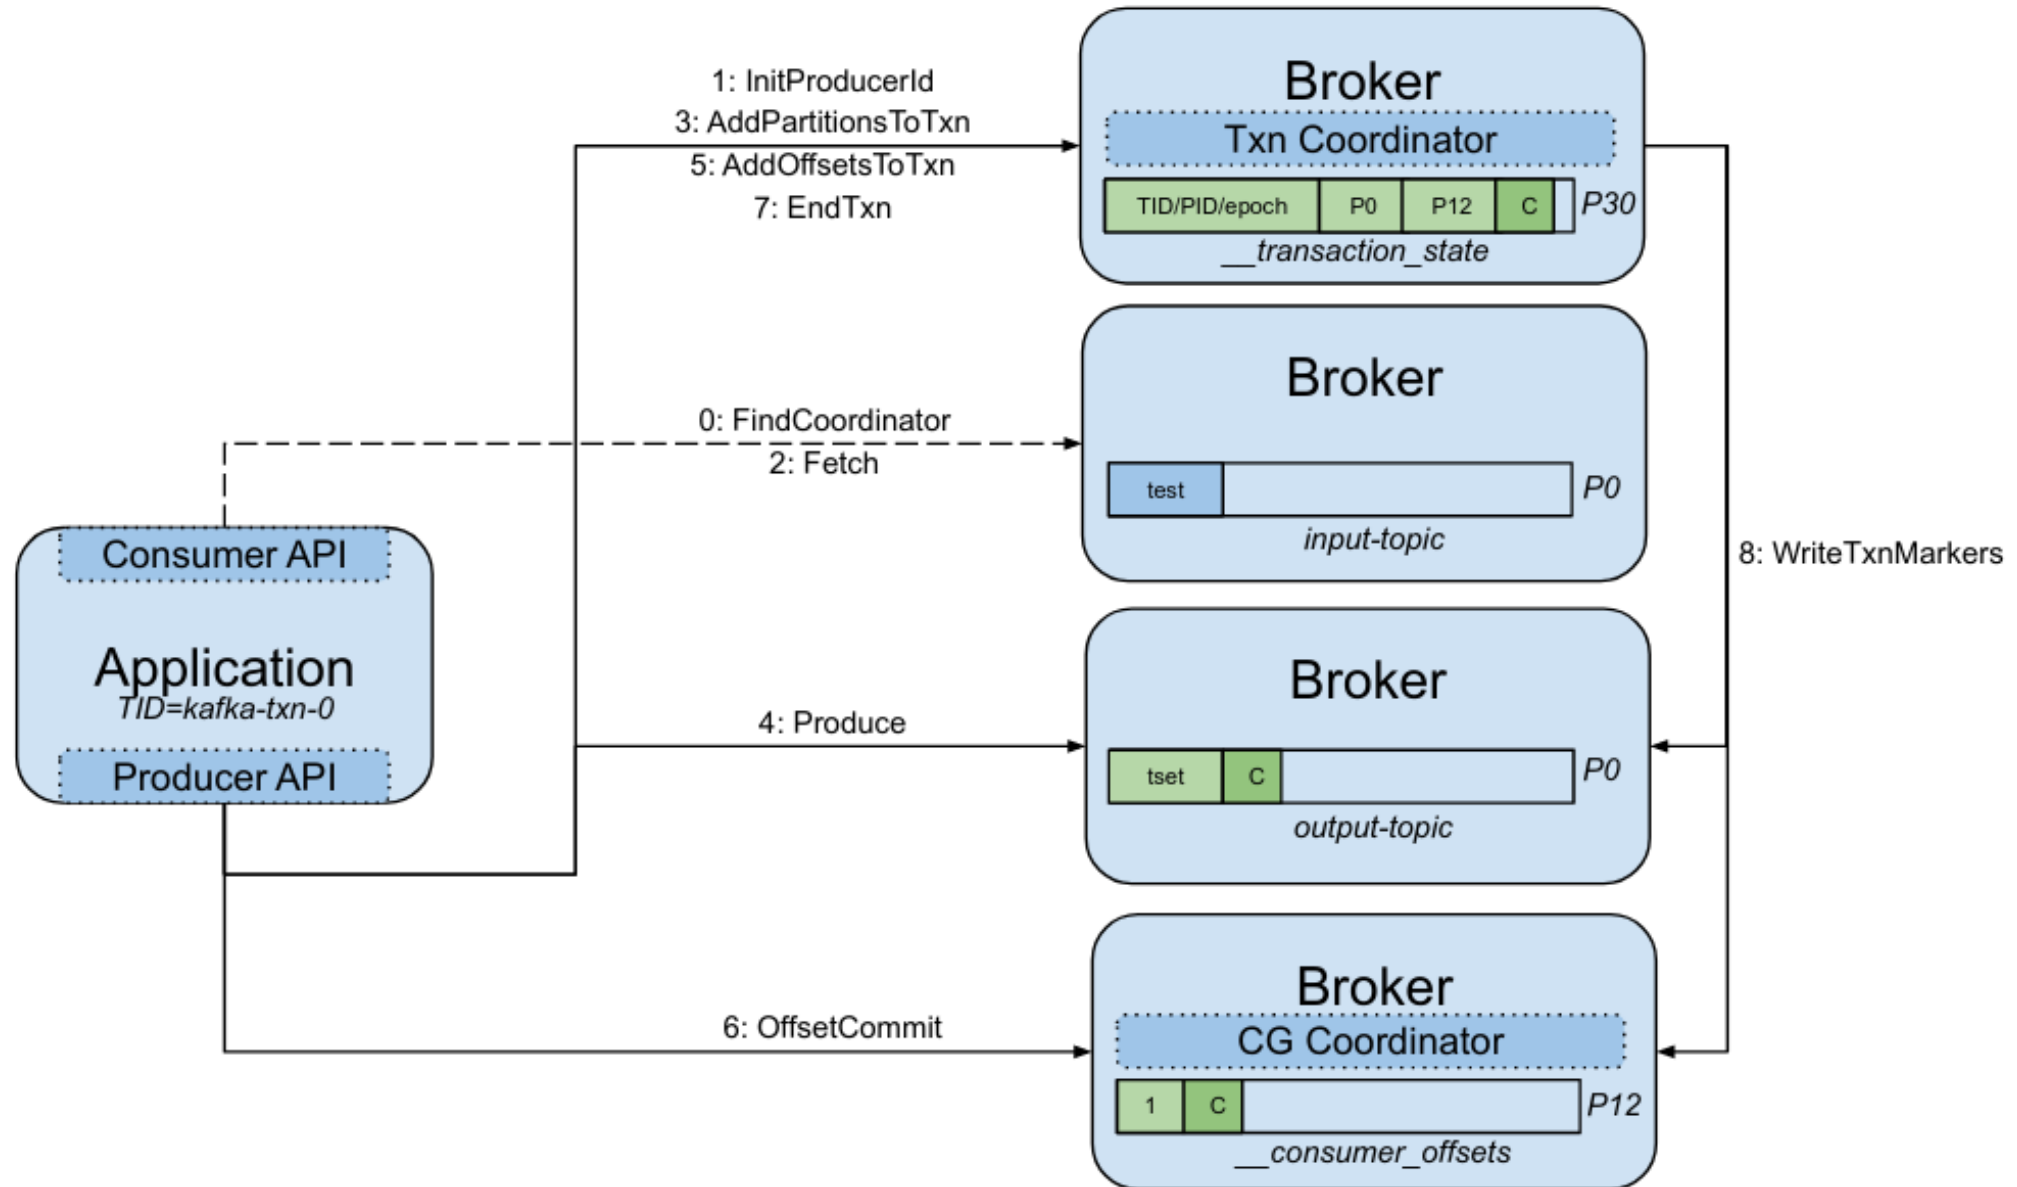 1: InitProducerId
3: AddPartitionsToTxn
5: AddOffsetsToTxn
7: EndTxn
Broker
Txn Coordinator
TID/PID/epoch P0 P12 C P30
__transaction_state
0: FindCoordinator
2: Fetch
Broker
test P0
input-topic
8: WriteTxnMarkers
Consumer API
Application
TID=kafka-txn-0
Producer API
4: Produce
Broker
tset C P0
output-topic
6: OffsetCommit
Broker
CG Coordinator
1 C P12
__consumer_offsets